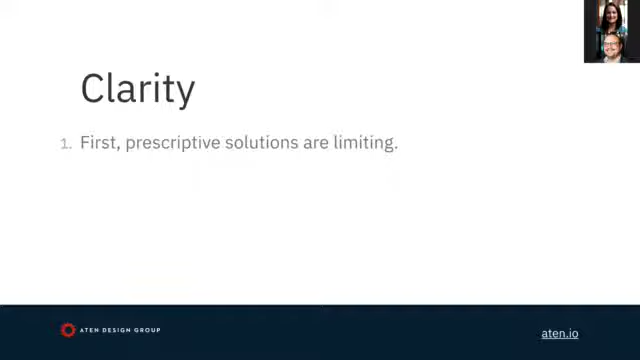 Clarity
1. First, prescriptive solutions are limiting.
ATEN DESIGN GROUP
aten.io